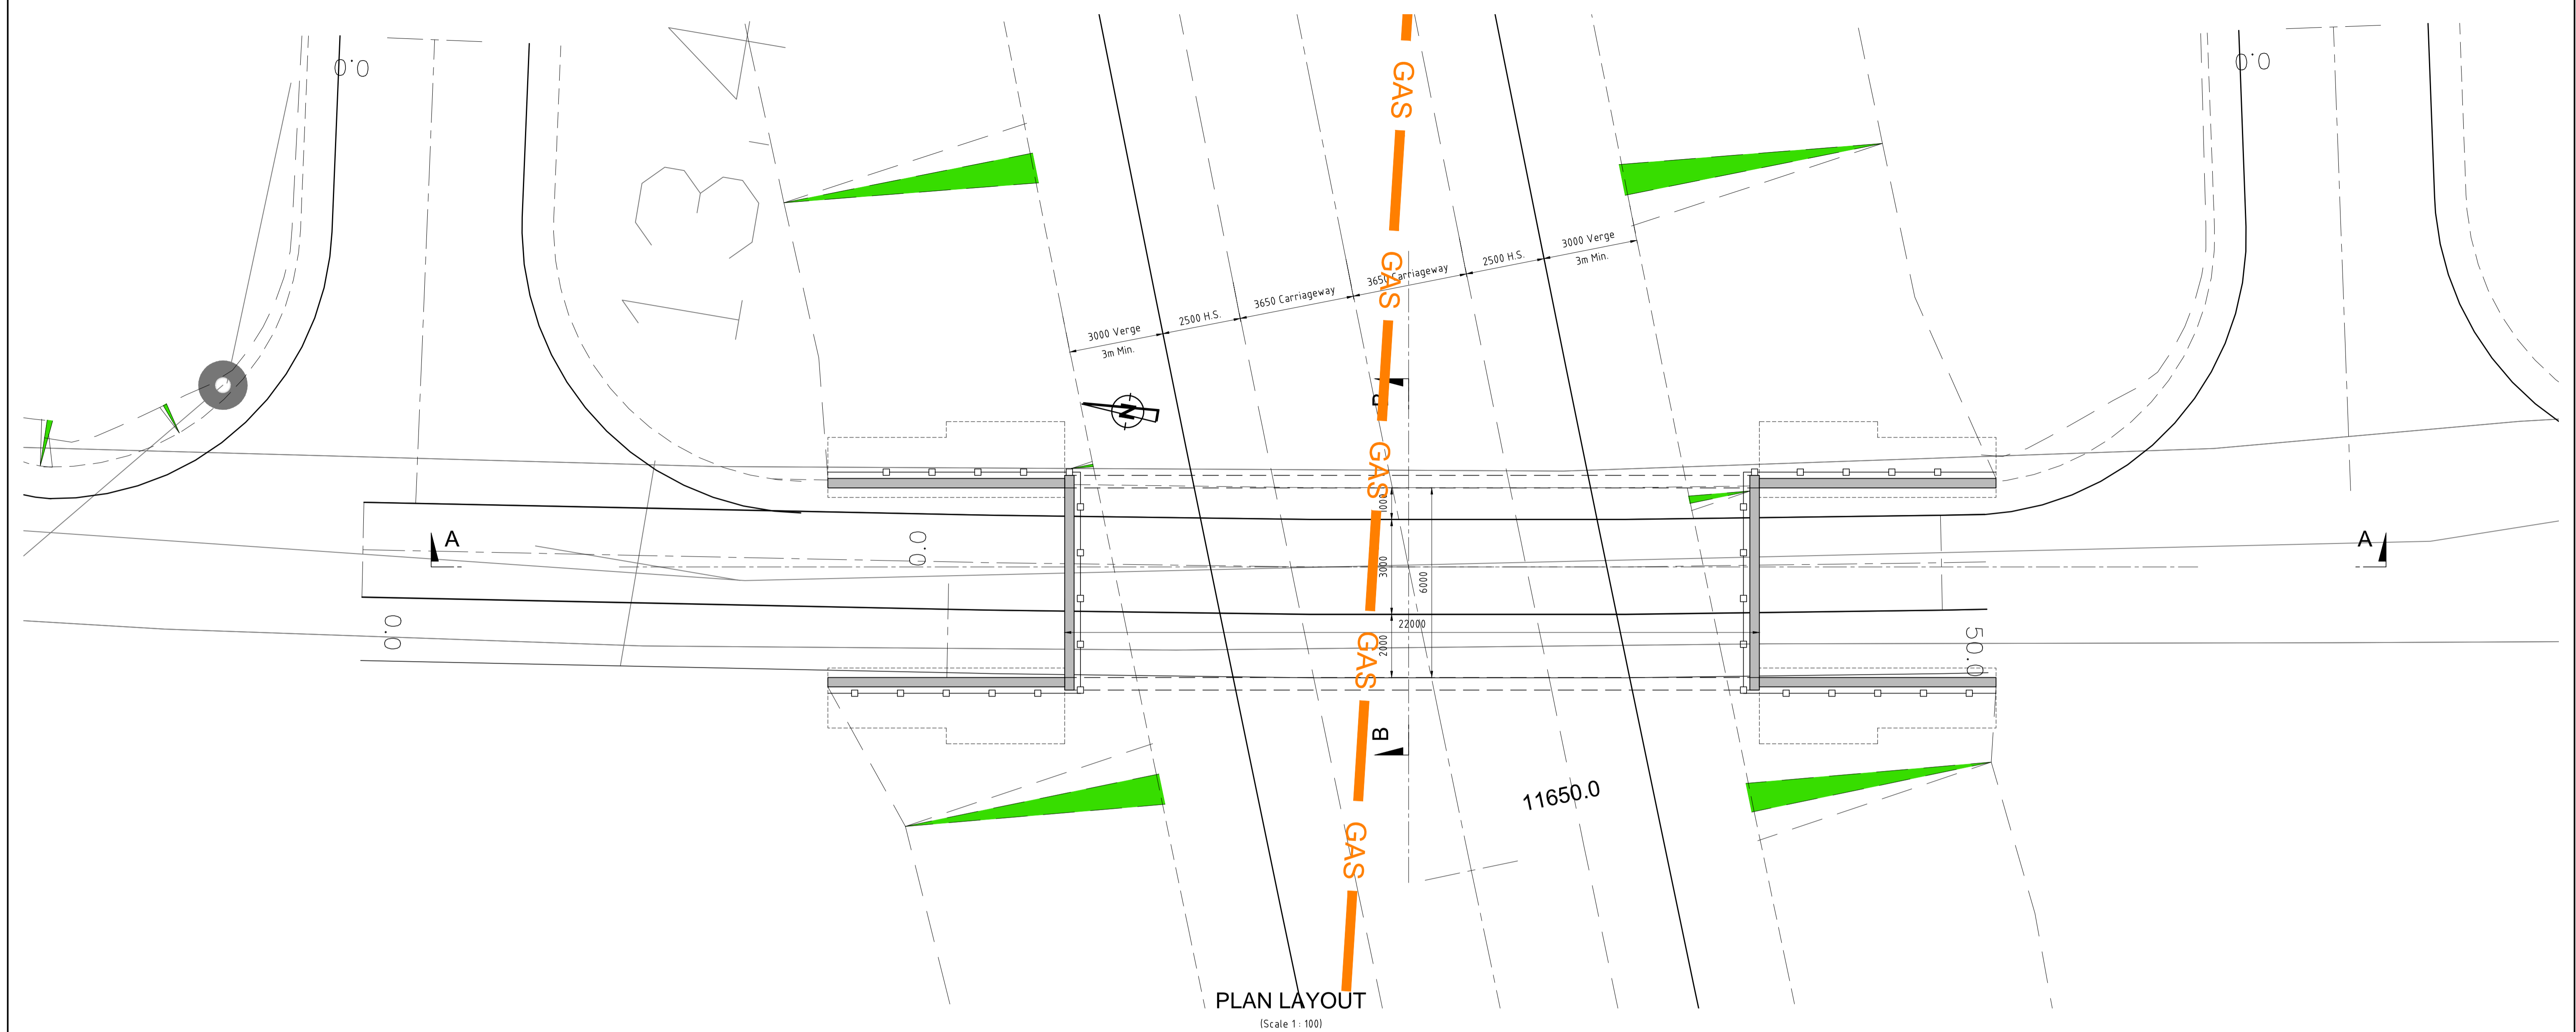 0.0
0.0
GAS
3000 Verge
3m Min.
GAS
2500 H.S.
3650 Carriageway
3650 Carriageway
2500 H.S.
3000 Verge
3m Min.
N
B
GAS
1000
A
0.0
A
3000
6000
22000
0.0
GAS
2000
50.0
B
11650.0
GAS
PLAN LAYOUT
(Scale 1 : 100)